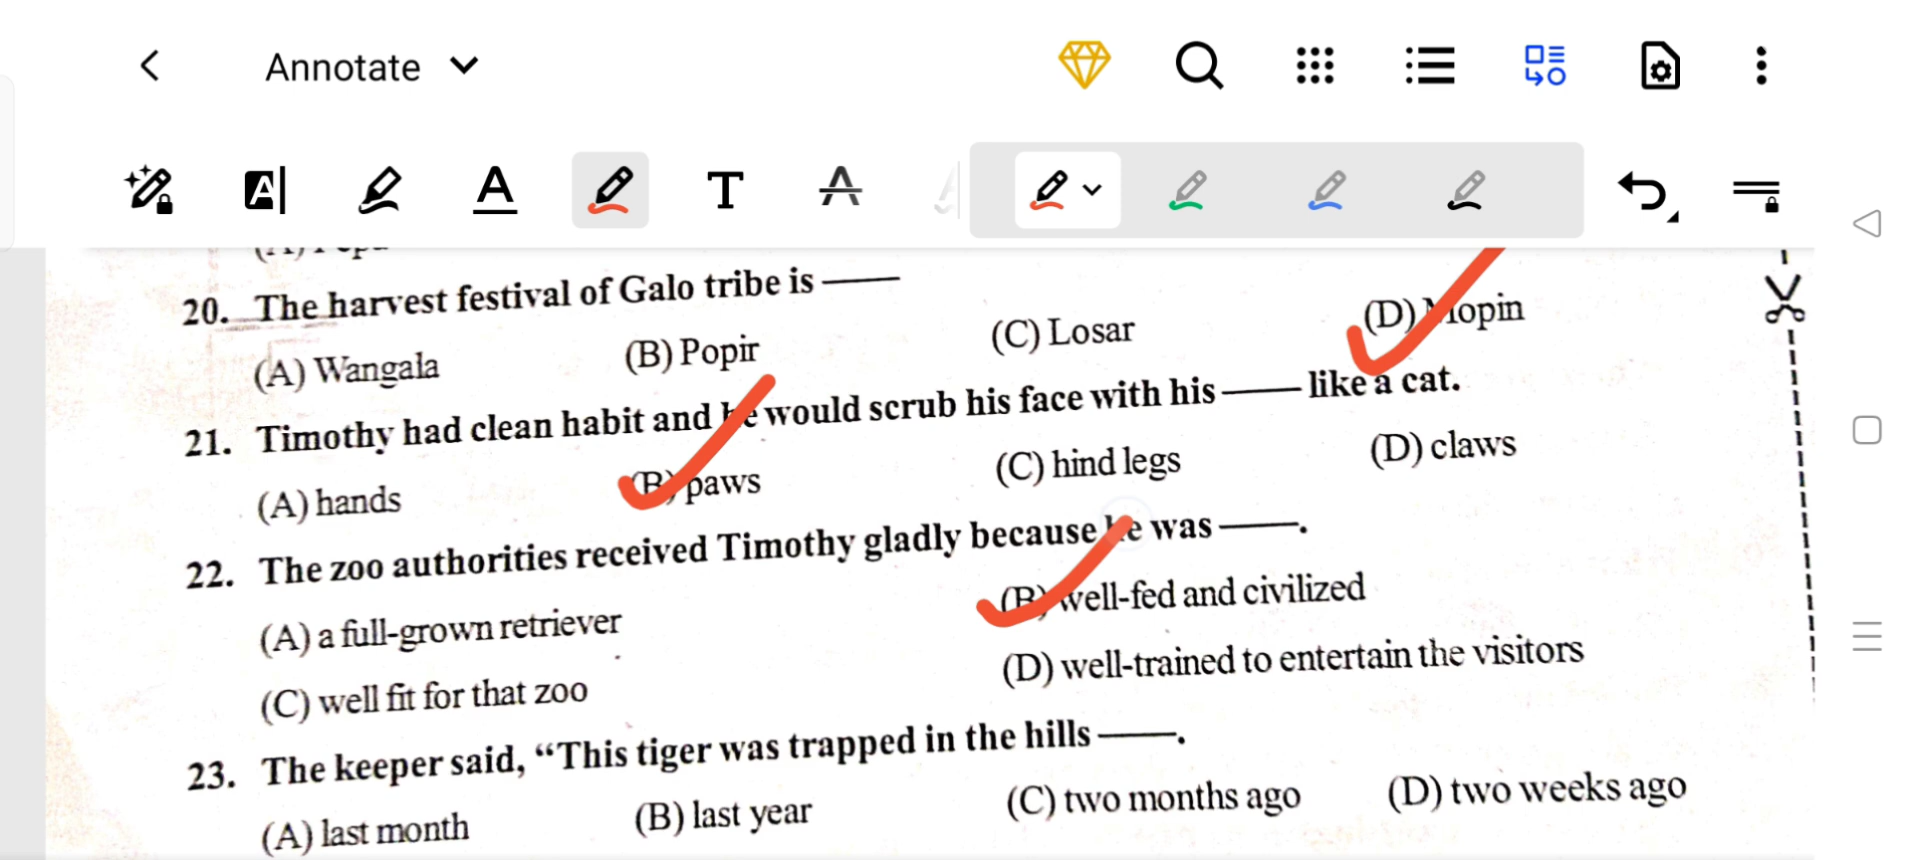 Annotate
20. The harvest festival of Galo tribe is ——
(A) Wangala (B) Popir (C) Losar (D) Mopin
21. Timothy had clean habit and he would scrub his face with his —— like a cat.
(A) hands (B) paws (C) hind legs (D) claws
22. The zoo authorities received Timothy gladly because he was ——.
(A) a full-grown retriever (B) well-fed and civilized
(C) well fit for that zoo (D) well-trained to entertain the visitors
23. The keeper said, “This tiger was trapped in the hills ——.
(A) last month (B) last year (C) two months ago (D) two weeks ago